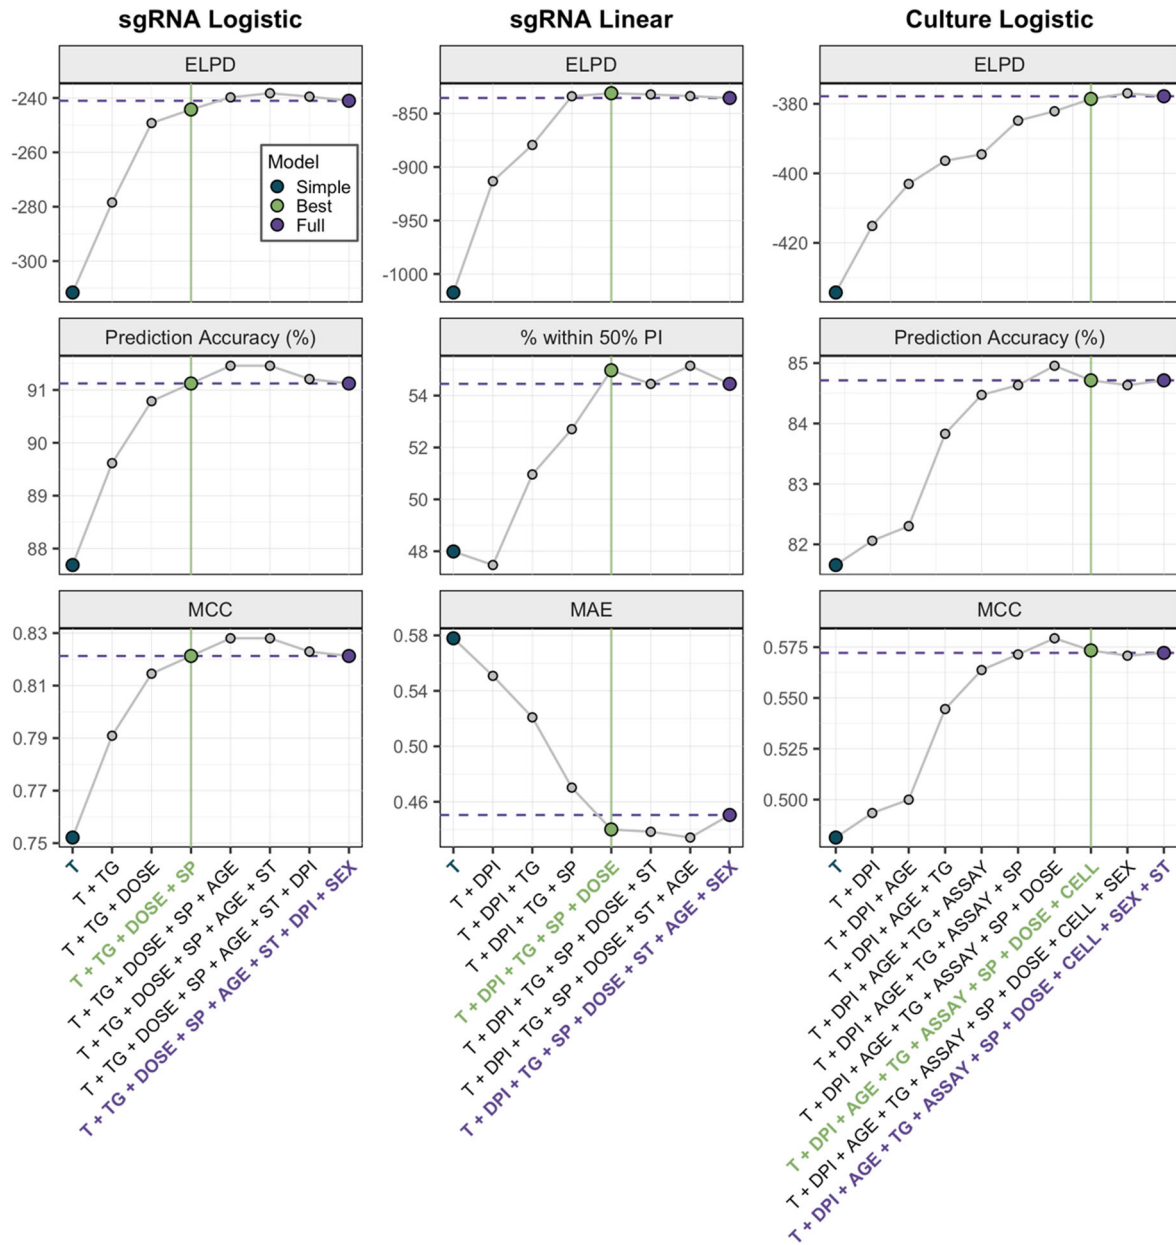 sgRNA Logistic
sgRNA Linear
Culture Logistic
ELPD
-240
-260
-280
-300
Model
Simple
Best
Full
ELPD
-850
-900
-950
-1000
ELPD
-380
-400
-420
Prediction Accuracy (%)
91
90
89
88
% within 50% PI
54
52
50
48
Prediction Accuracy (%)
85
84
83
82
MCC
0.83
0.81
0.79
0.77
0.75
MAE
0.58
0.54
0.50
0.46
MCC
0.575
0.550
0.525
0.500
T
T + TG
T + TG + DOSE
T + TG + DOSE + SP
T + TG + DOSE + SP + AGE
T + TG + DOSE + SP + AGE + ST
T + TG + DOSE + SP + AGE + ST + DPI
T + TG + DOSE + SP + AGE + ST + DPI + SEX
T
T + DPI
T + DPI + TG
T + DPI + TG + SP
T + DPI + TG + SP + DOSE
T + DPI + TG + SP + DOSE + ST
T + DPI + TG + SP + DOSE + ST + AGE
T + DPI + TG + SP + DOSE + ST + AGE + SEX
T
T + DPI
T + DPI + AGE
T + DPI + AGE + TG
T + DPI + AGE + TG + ASSAY
T + DPI + AGE + TG + ASSAY + SP
T + DPI + AGE + TG + ASSAY + SP + DOSE
T + DPI + AGE + TG + ASSAY + SP + DOSE + CELL
T + DPI + AGE + TG + ASSAY + SP + DOSE + CELL + SEX
T + DPI + AGE + TG + ASSAY + SP + DOSE + CELL + SEX + ST